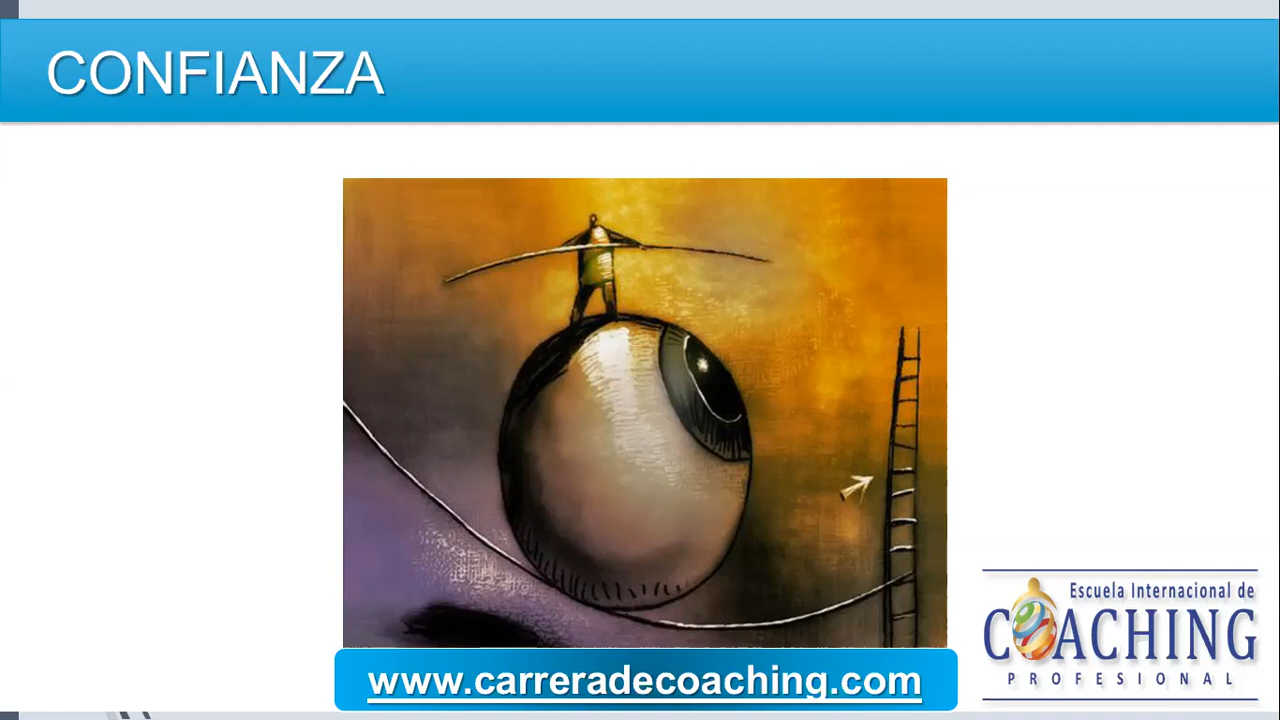 CONFIANZA
www.carreradecoaching.com
Escuela Internacional de
COACHING
PROFESIONAL